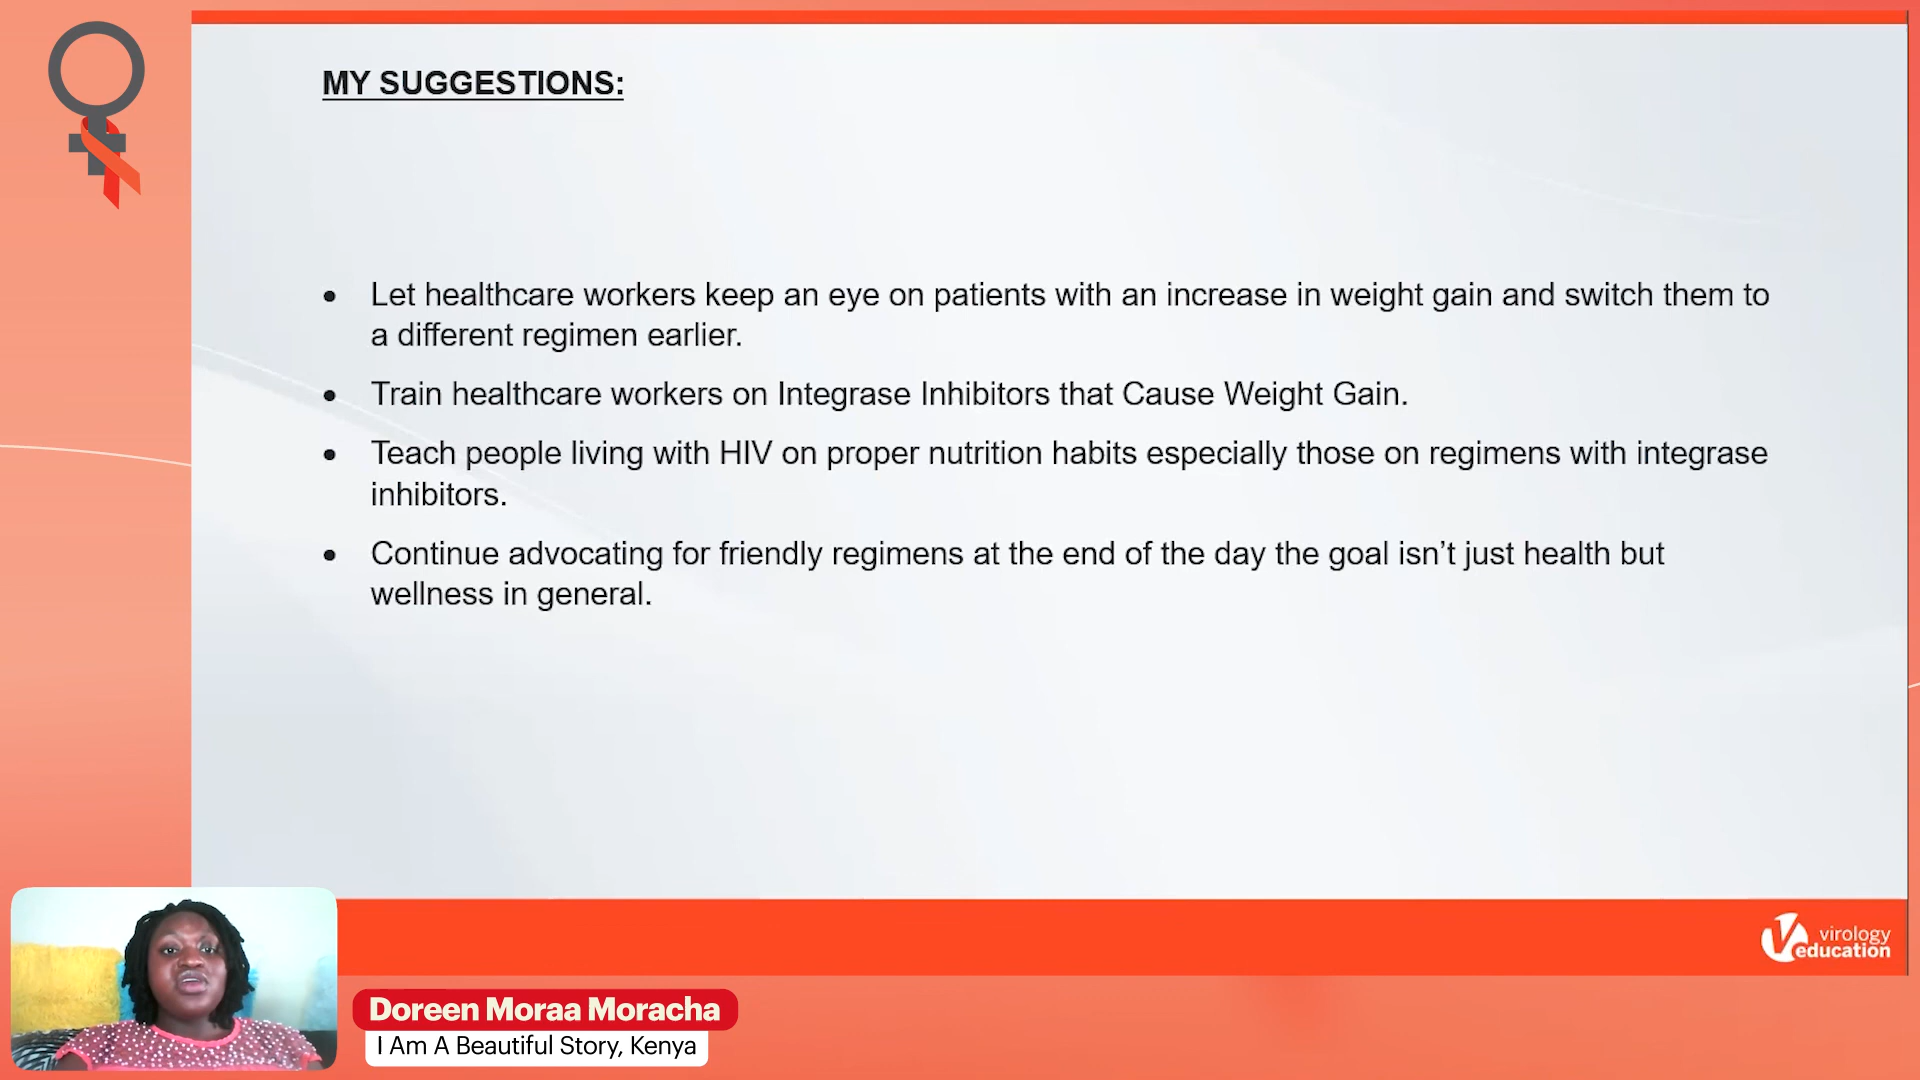 MY SUGGESTIONS:
• Let healthcare workers keep an eye on patients with an increase in weight gain and switch them to
a different regimen earlier.
• Train healthcare workers on Integrase Inhibitors that Cause Weight Gain.
• Teach people living with HIV on proper nutrition habits especially those on regimens with integrase
inhibitors.
• Continue advocating for friendly regimens at the end of the day the goal isn’t just health but
wellness in general.
virology
education
Doreen Moraa Moracha
I Am A Beautiful Story, Kenya